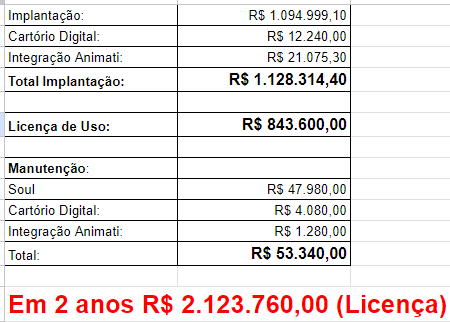 Implantação: R$ 1.094.999,10
Cartório Digital: R$ 12.240,00
Integração Animati: R$ 21.075,30
Total Implantação: R$ 1.128.314,40
Licença de Uso: R$ 843.600,00
Manutenção:
Soul R$ 47.980,00
Cartório Digital: R$ 4.080,00
Integração Animati: R$ 1.280,00
Total: R$ 53.340,00
Em 2 anos R$ 2.123.760,00 (Licença)